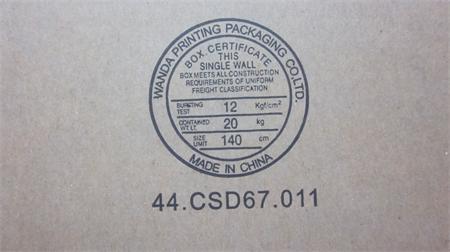 WANDA PRINTING PACKAGING CO.LTD.
BOX. CERTIFICATE
THIS
SINGLE WALL
BOX MEETS ALL CONSTRUCTION
REQUIREMENTS OF UNIFORM
FREIGHT CLASSIFICATION
BURSTING TEST 12 Kgf/cm²
CONTAINED WT. LT. 20 kg
SIZE LIMIT 140 cm
MADE IN CHINA
44.CSD67.011